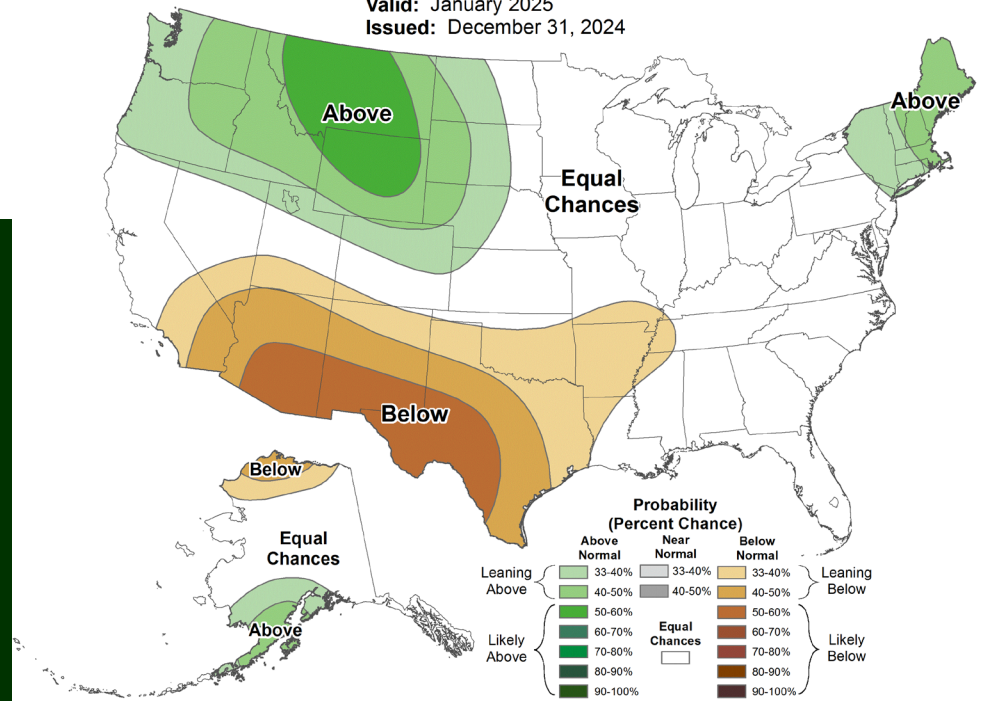 Valid: January 2025
Issued: December 31, 2024
Above
Above
Equal
Chances
Below
Below
Equal
Chances
Above
Probability
(Percent Chance)
Above
Normal
Near
Normal
Below
Normal
Leaning
Above
33-40%
33-40%
33-40%
Leaning
Below
40-50%
40-50%
40-50%
Likely
Above
50-60%
50-60%
Likely
Below
60-70%
Equal
Chances
60-70%
70-80%
70-80%
80-90%
80-90%
90-100%
90-100%